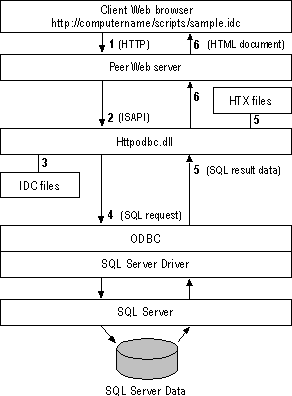 Client Web browser
http://computername/scripts/sample.idc
1 (HTTP)
6 (HTML document)
Peer Web server
2 (ISAPI)
6
HTX files
5
Httpodbc.dll
3
IDC files
5 (SQL result data)
4 (SQL request)
ODBC
SQL Server Driver
SQL Server
SQL Server Data